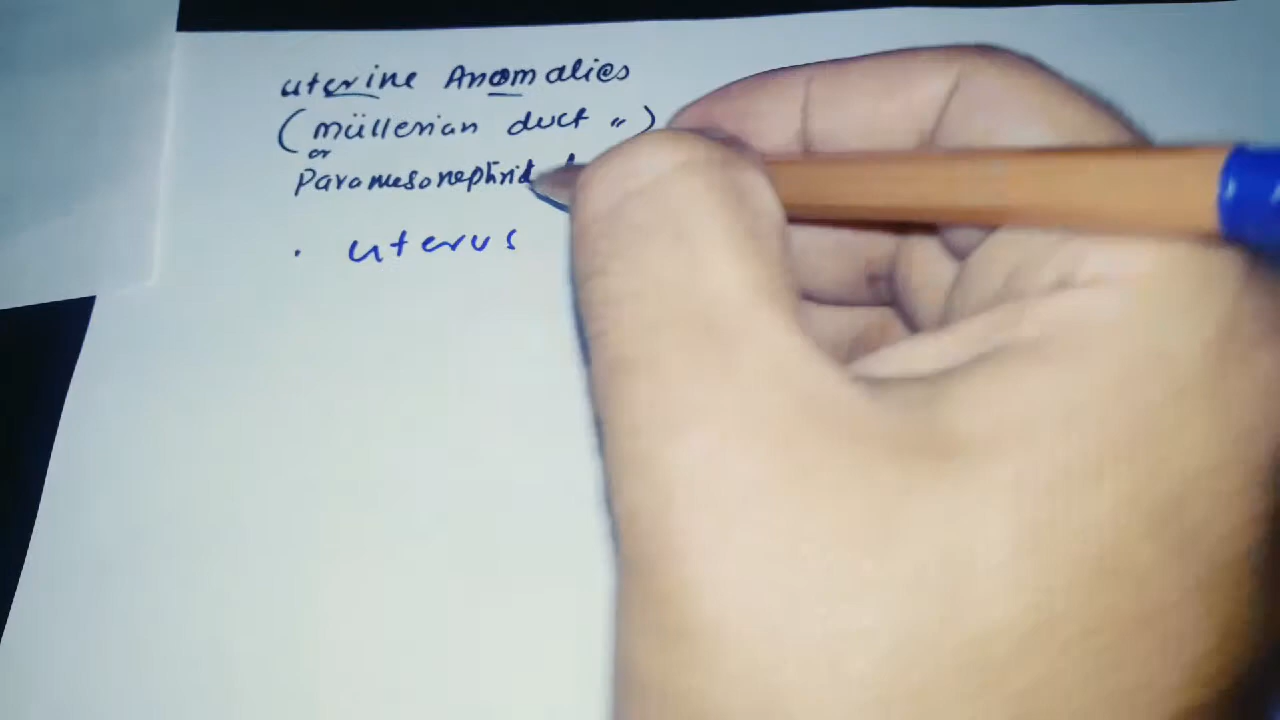 uterine Anomalies
(müllerian duct 〃)
or
Paramesonephric
. uterus